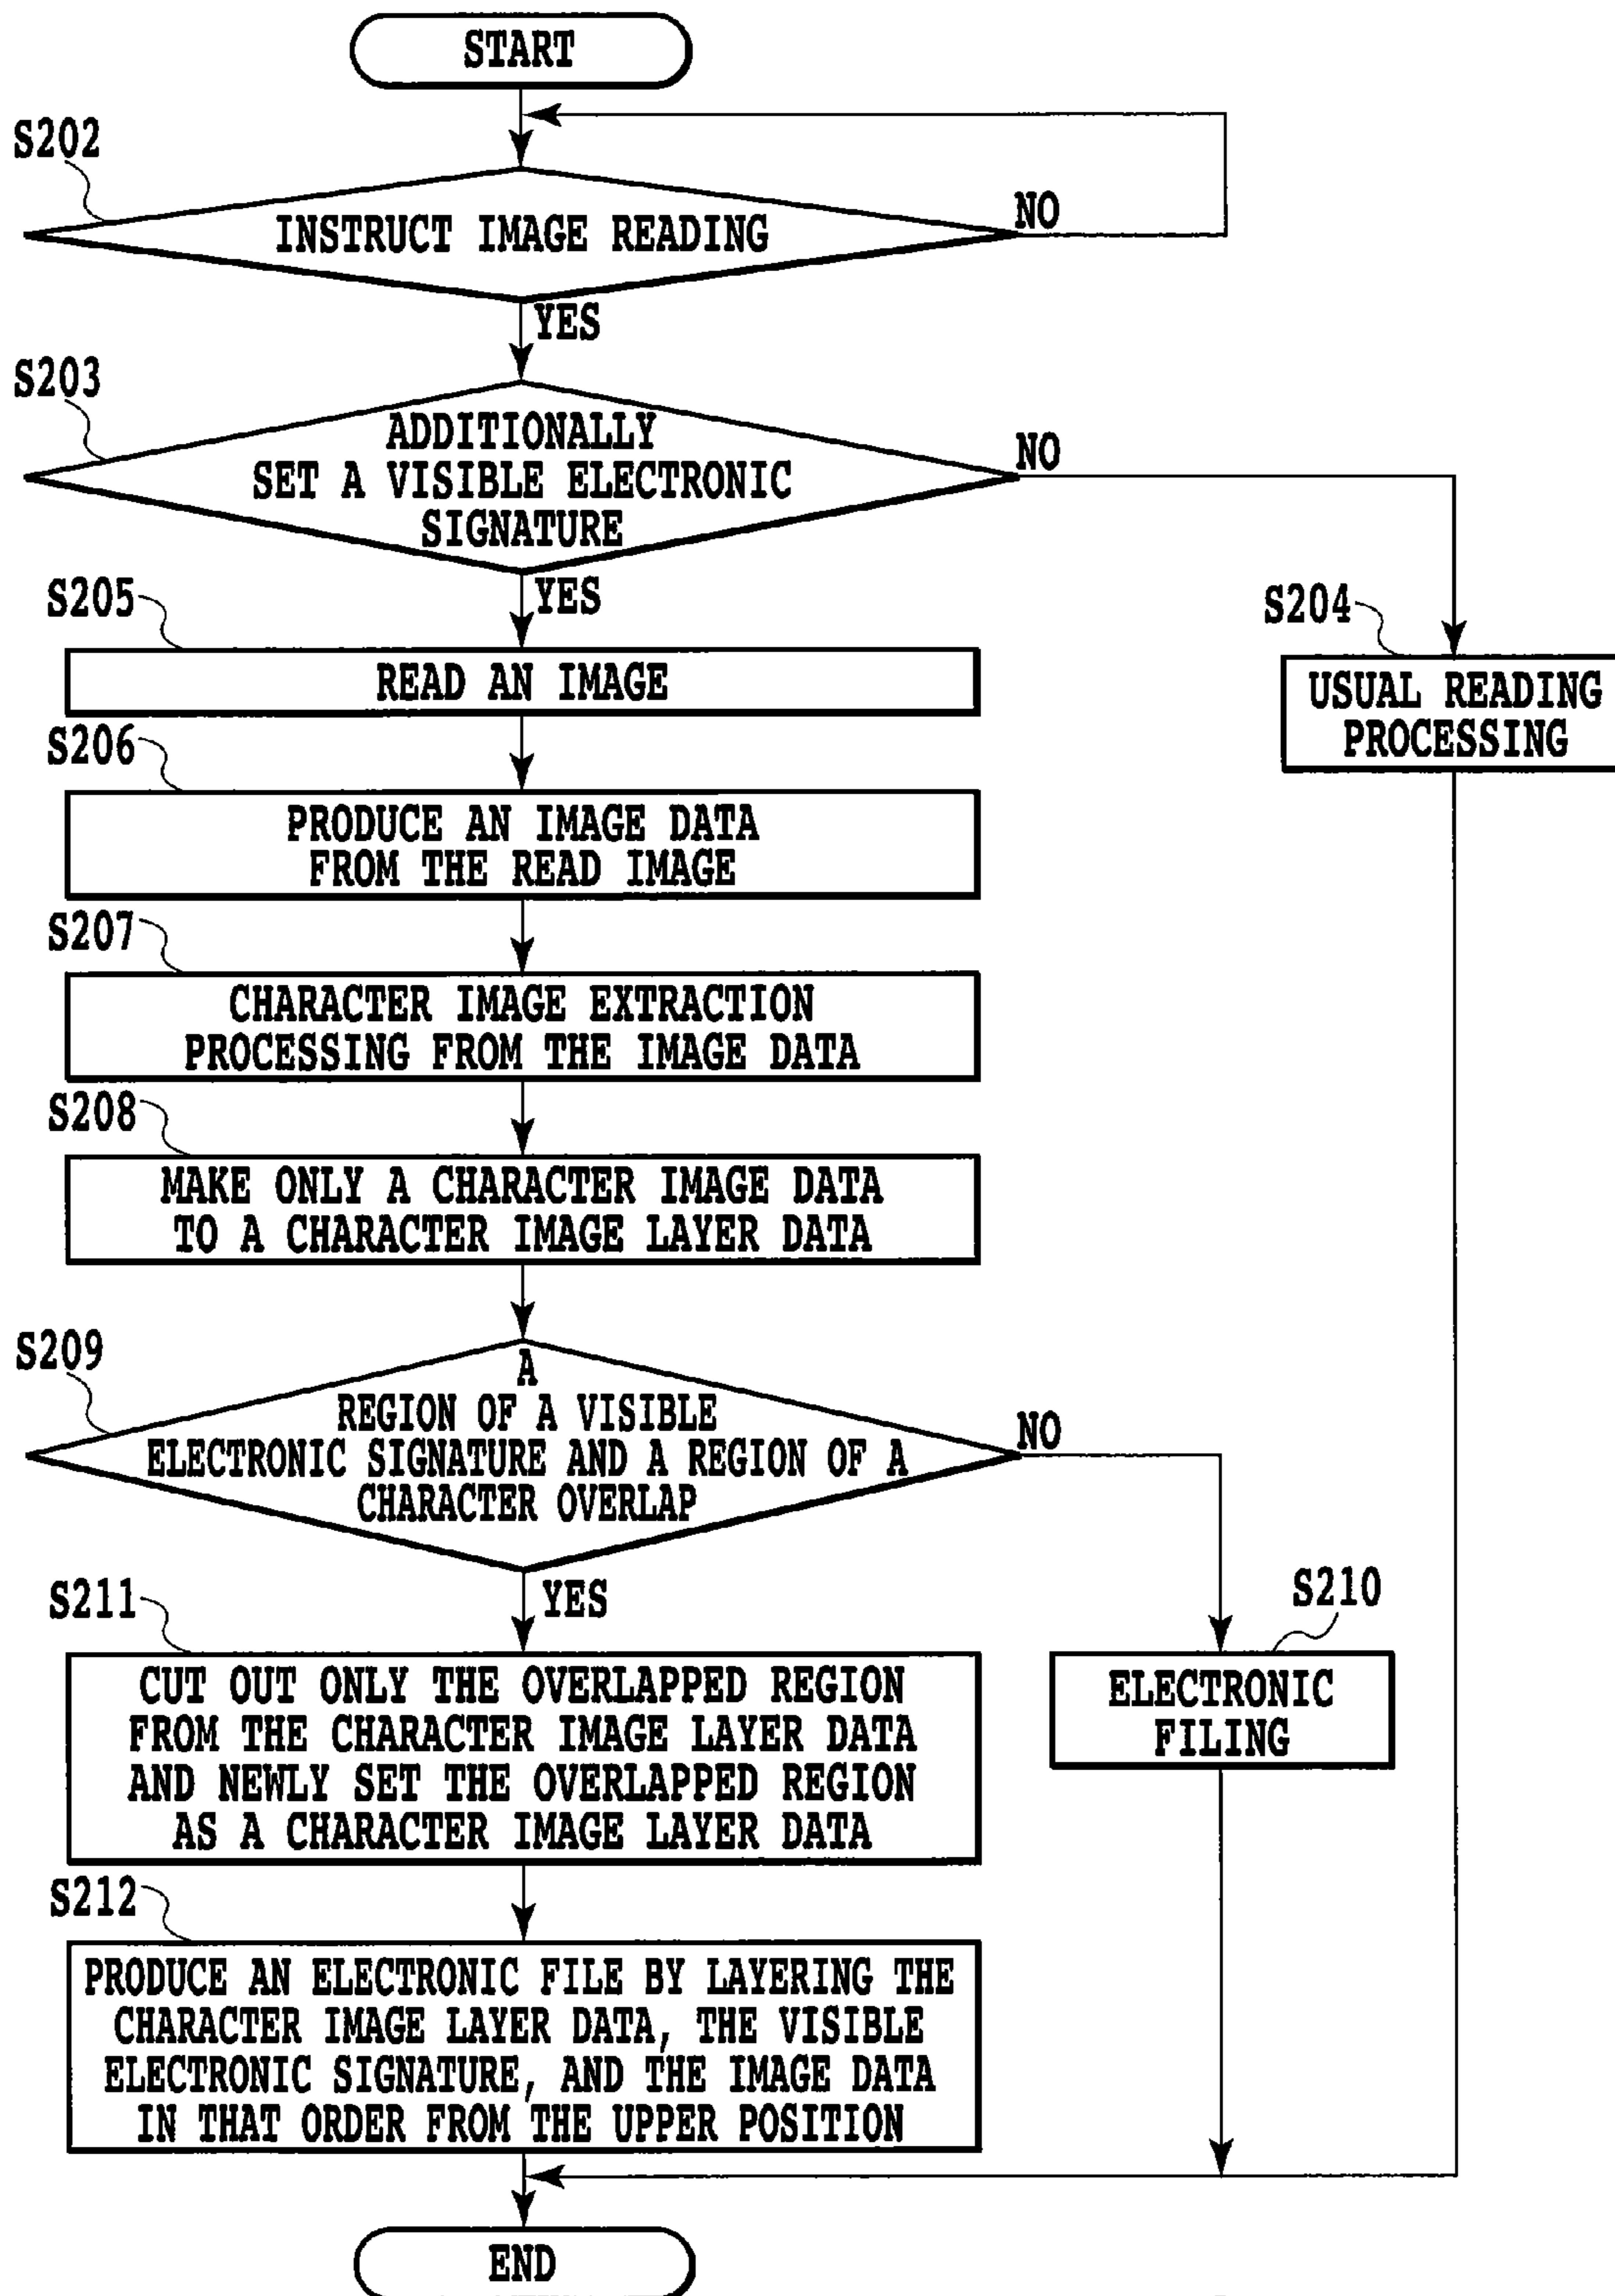 START
S202
INSTRUCT IMAGE READING
NO
YES
S203
ADDITIONALLY
SET A VISIBLE ELECTRONIC
SIGNATURE
NO
YES
S205
READ AN IMAGE
S204
USUAL READING
PROCESSING
S206
PRODUCE AN IMAGE DATA
FROM THE READ IMAGE
S207
CHARACTER IMAGE EXTRACTION
PROCESSING FROM THE IMAGE DATA
S208
MAKE ONLY A CHARACTER IMAGE DATA
TO A CHARACTER IMAGE LAYER DATA
S209
A
REGION OF A VISIBLE
ELECTRONIC SIGNATURE AND A REGION OF A
CHARACTER OVERLAP
NO
YES
S211
CUT OUT ONLY THE OVERLAPPED REGION
FROM THE CHARACTER IMAGE LAYER DATA
AND NEWLY SET THE OVERLAPPED REGION
AS A CHARACTER IMAGE LAYER DATA
S210
ELECTRONIC
FILING
S212
PRODUCE AN ELECTRONIC FILE BY LAYERING THE
CHARACTER IMAGE LAYER DATA, THE VISIBLE
ELECTRONIC SIGNATURE, AND THE IMAGE DATA
IN THAT ORDER FROM THE UPPER POSITION
END